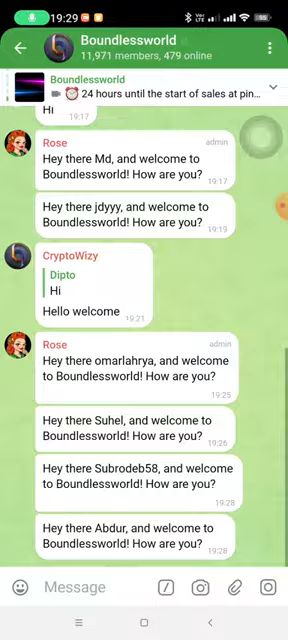 19:29
Boundlessworld
11,971 members, 479 online
Boundlessworld
24 hours until the start of sales at pin...
Hi
19:17
Rose
admin
Hey there Md, and welcome to
Boundlessworld! How are you?
19:17
Hey there jdyyy, and welcome to
Boundlessworld! How are you?
19:19
CryptoWizy
Dipto
Hi
Hello welcome
19:21
Rose
admin
Hey there omarlahrya, and welcome
to Boundlessworld! How are you?
19:25
Hey there Suhel, and welcome to
Boundlessworld! How are you?
19:26
Hey there Subrodeb58, and welcome
to Boundlessworld! How are you?
19:28
Hey there Abdur, and welcome to
Boundlessworld! How are you?
19:28
Message